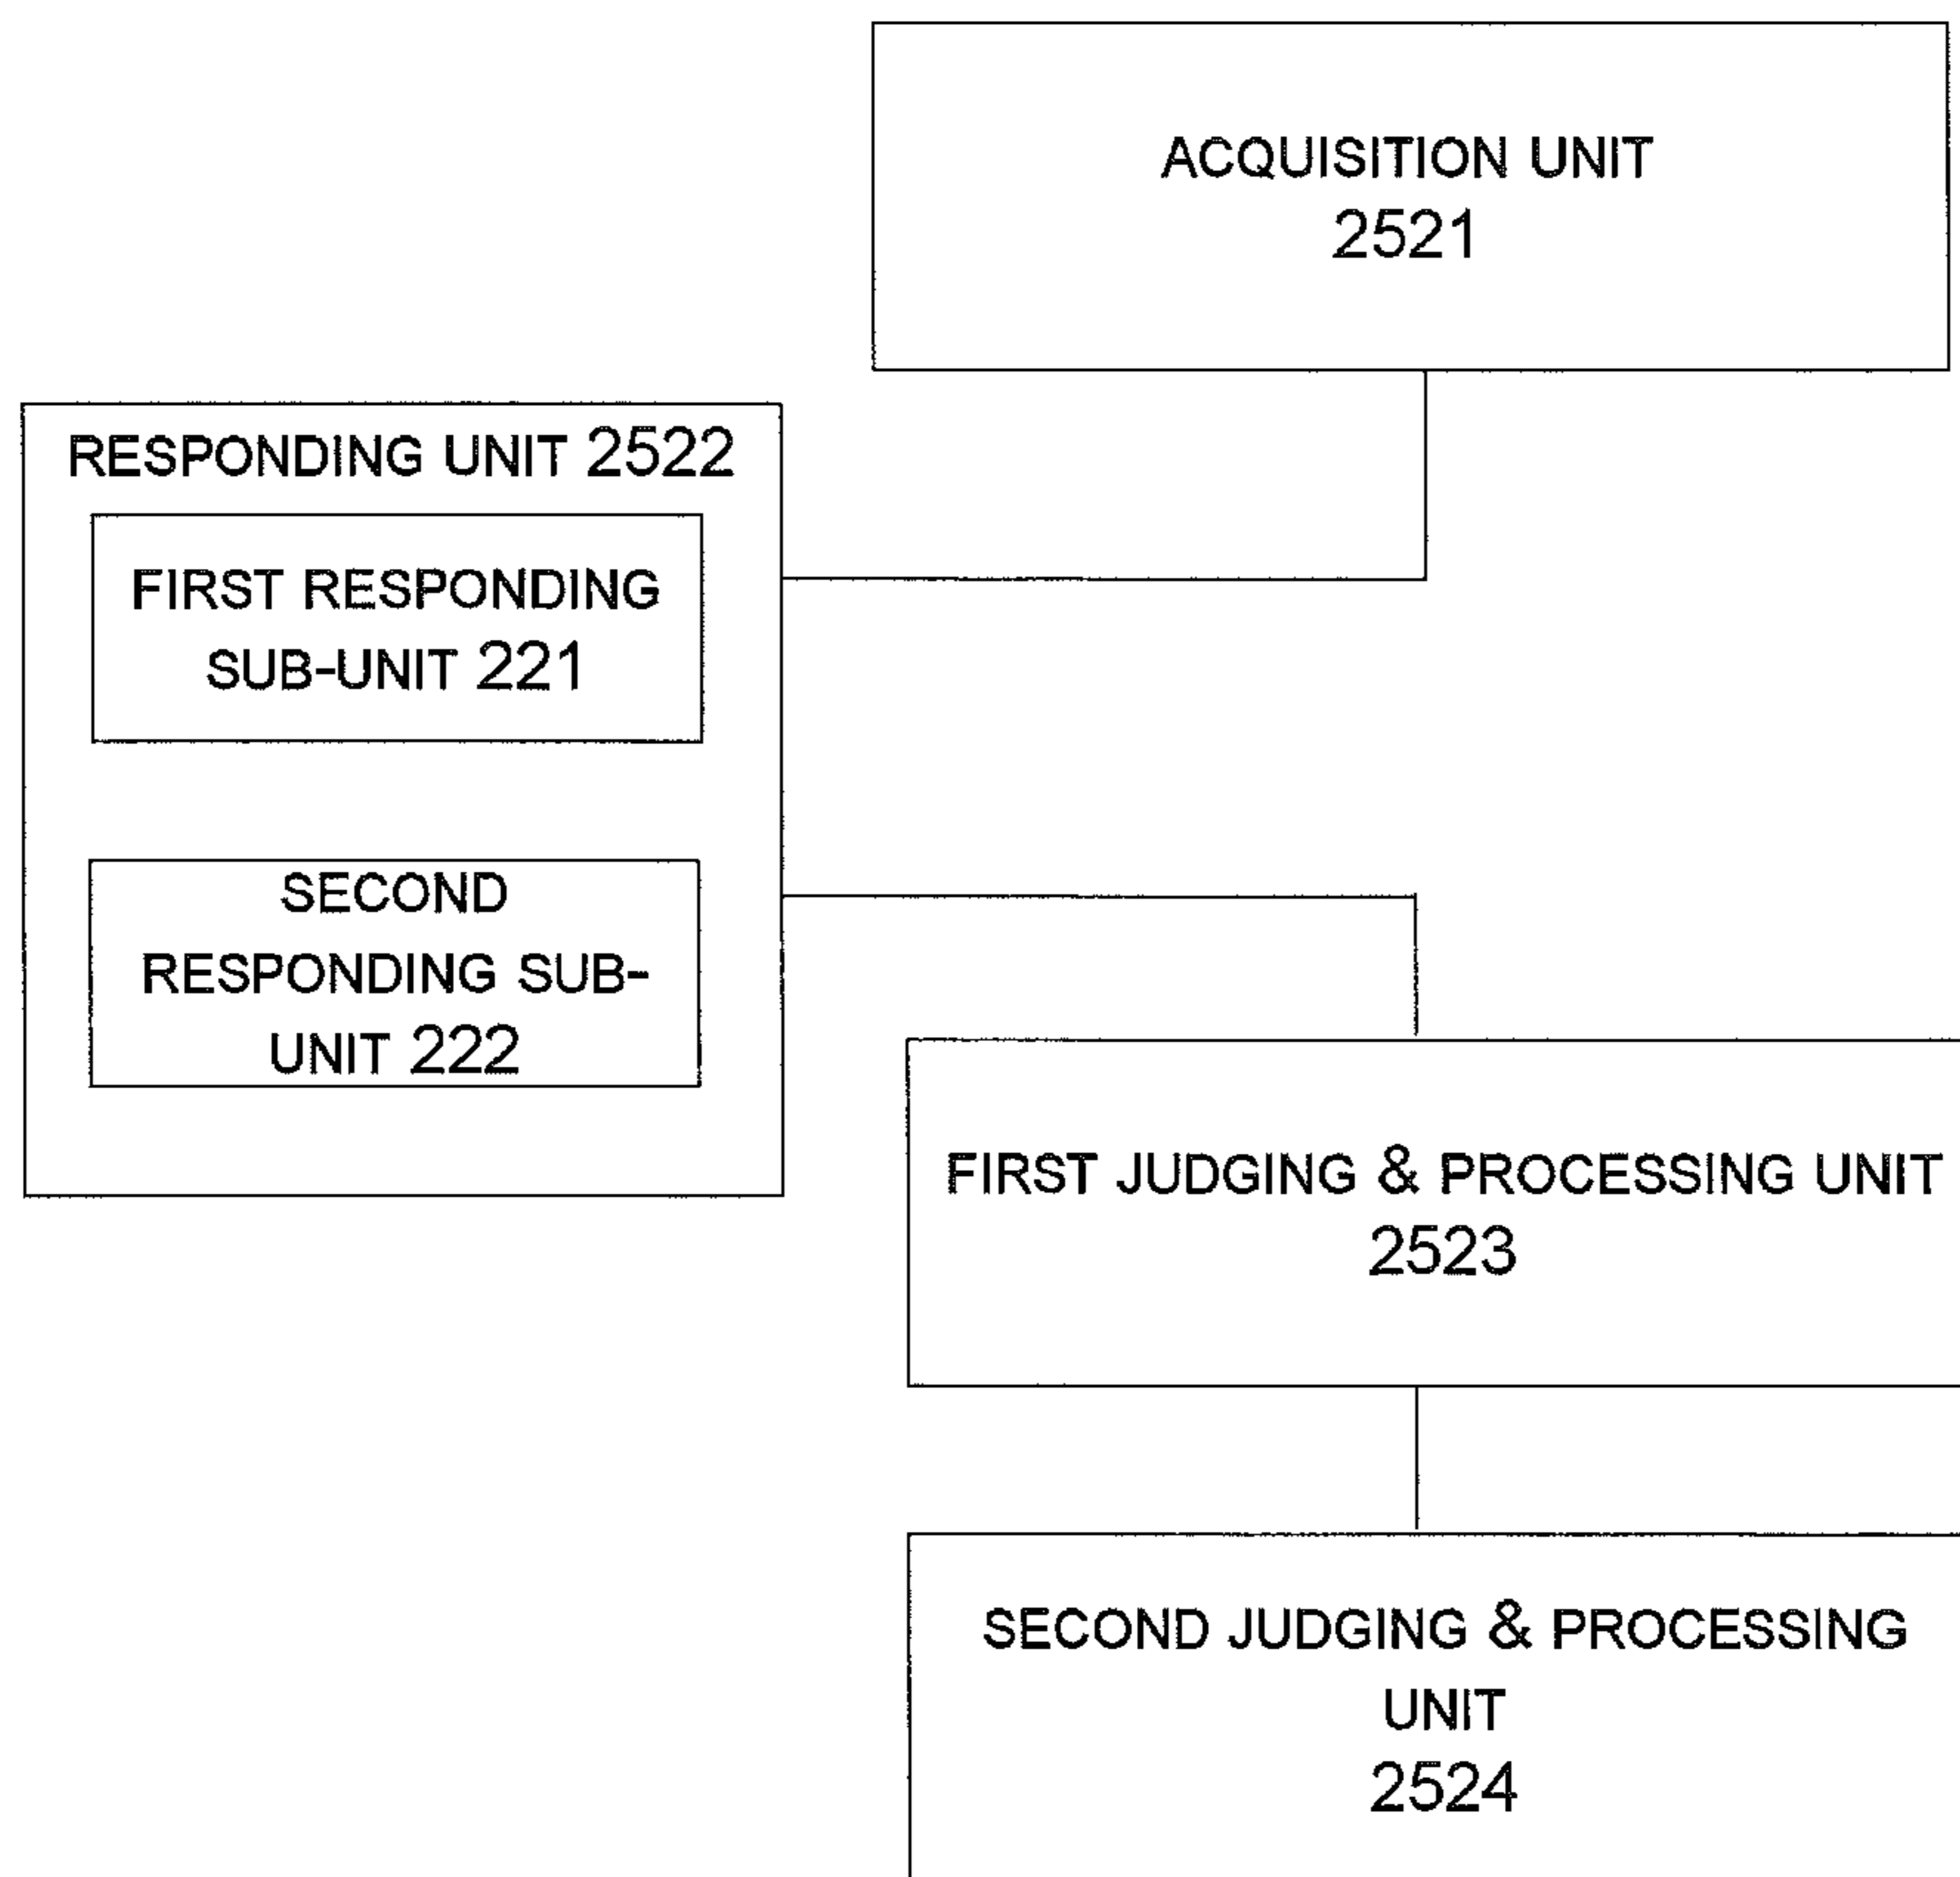 ACQUISITION UNIT
2521
RESPONDING UNIT 2522
FIRST RESPONDING
SUB-UNIT 221
SECOND
RESPONDING SUB-
UNIT 222
FIRST JUDGING & PROCESSING UNIT
2523
SECOND JUDGING & PROCESSING
UNIT
2524